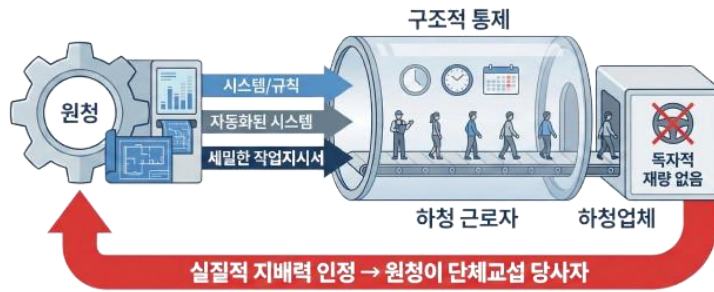 구조적 통제
원청
시스템/규칙
자동화된 시스템
세밀한 작업지시서
독자적
재량 없음
하청 근로자
하청업체
실질적 지배력 인정 → 원청이 단체교섭 당사자